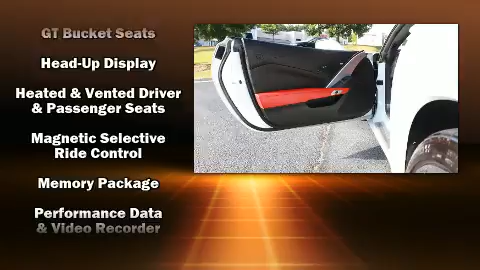 GT Bucket Seats
Head-Up Display
Heated & Vented Driver
& Passenger Seats
Magnetic Selective
Ride Control
Memory Package
Performance Data
& Video Recorder